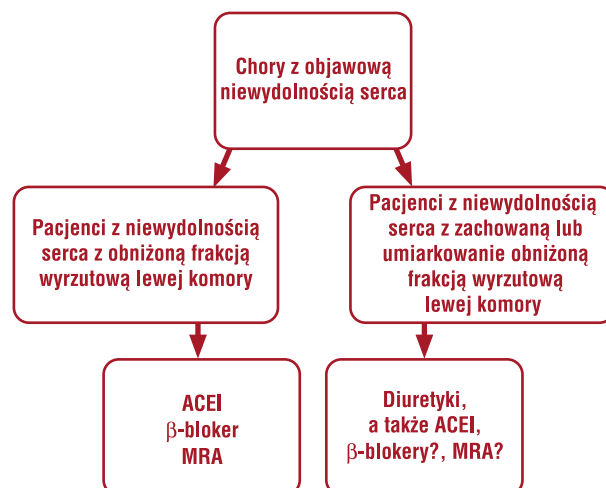 Chory z objawową
niewydolnością serca
Pacjenci z niewydolnością
serca z obniżoną frakcją
wyrzutową lewej komory
Pacjenci z niewydolnością
serca z zachowaną lub
umiarkowanie obniżoną
frakcją wyrzutową
lewej komory
ACEI
β-bloker
MRA
Diuretyki,
a także ACEI,
β-blokery?, MRA?